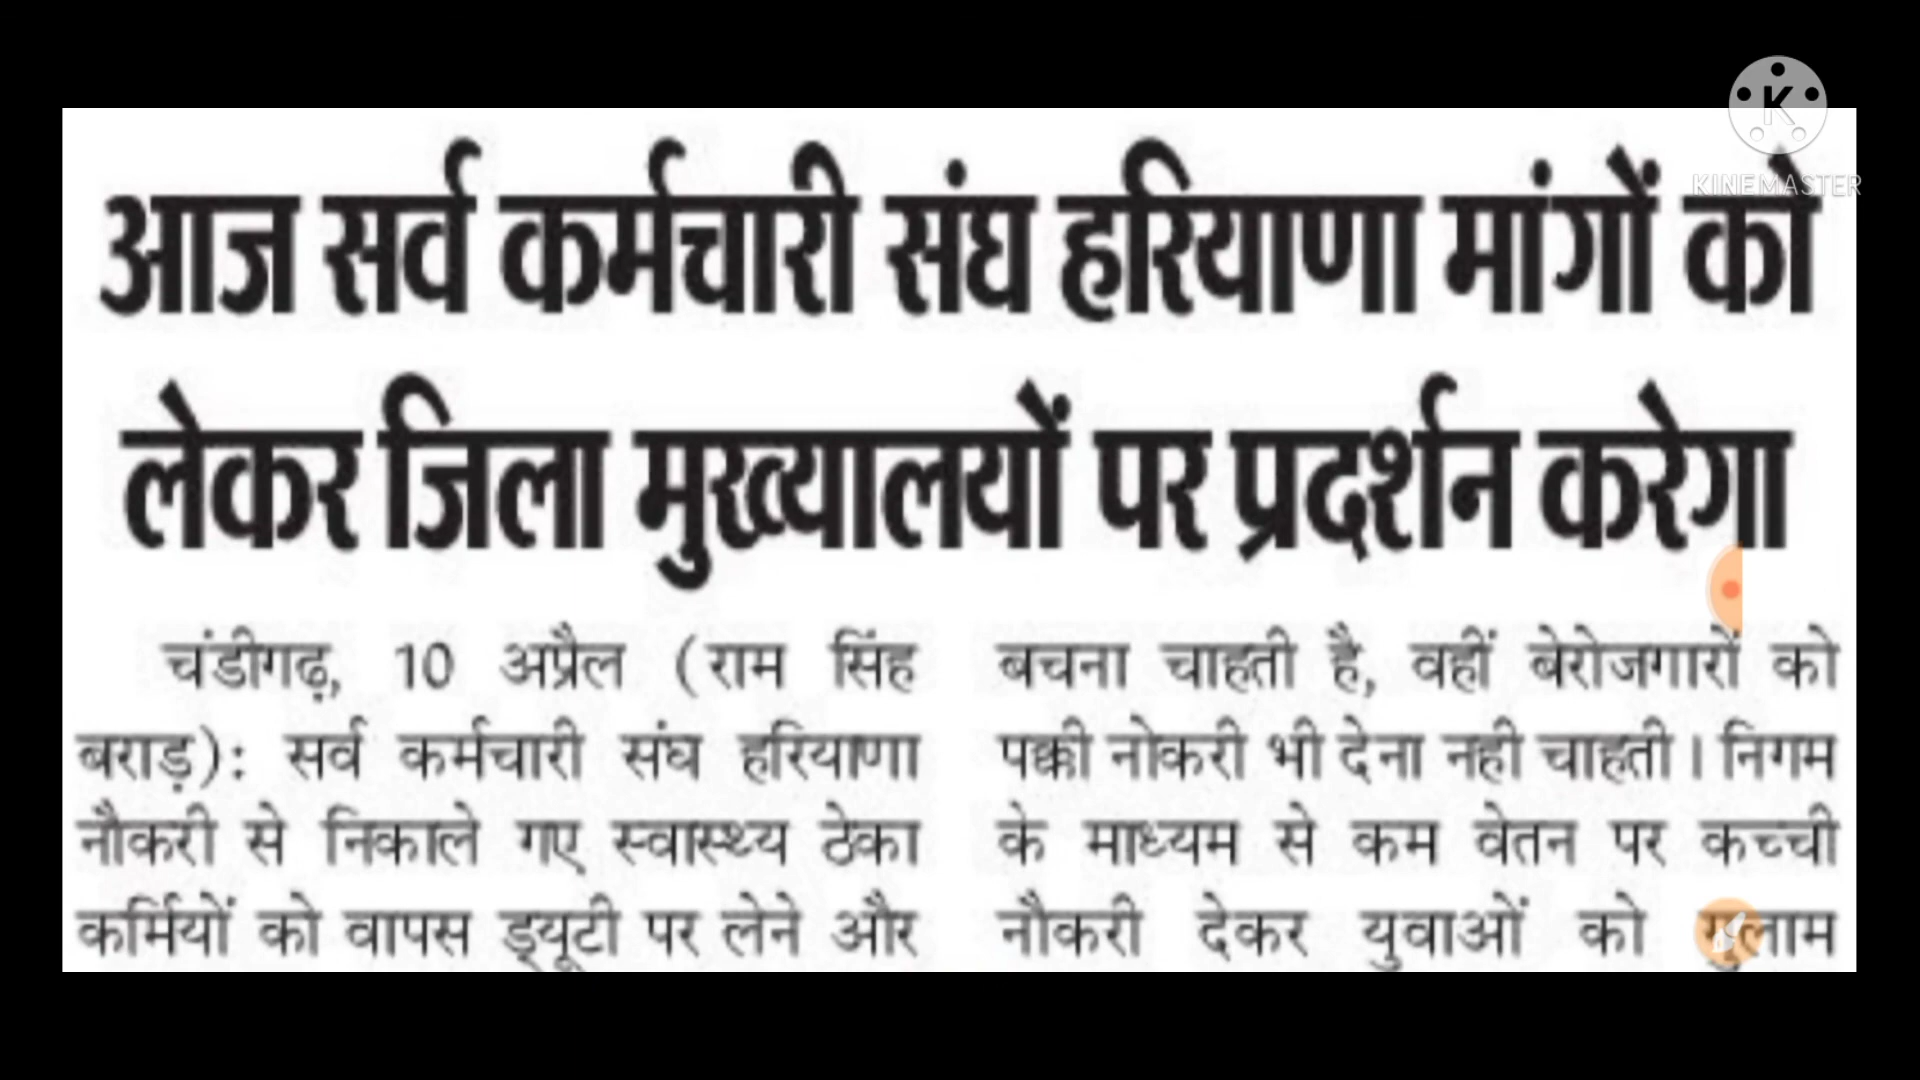 आज सर्व कर्मचारी संघ हरियाणा मांगों को
लेकर जिला मुख्यालयों पर प्रदर्शन करेगा
चंडीगढ़, 10 अप्रैल (राम सिंह
बराड़): सर्व कर्मचारी संघ हरियाणा
नौकरी से निकाले गए स्वास्थ्य ठेका
कर्मियों को वापस ड्यूटी पर लेने और
बचना चाहती है, वहीं बेरोजगारों को
पक्की नोकरी भी देना नही चाहती। निगम
के माध्यम से कम वेतन पर कच्ची
नौकरी देकर युवाओं को गुलाम
K
KINEMASTER